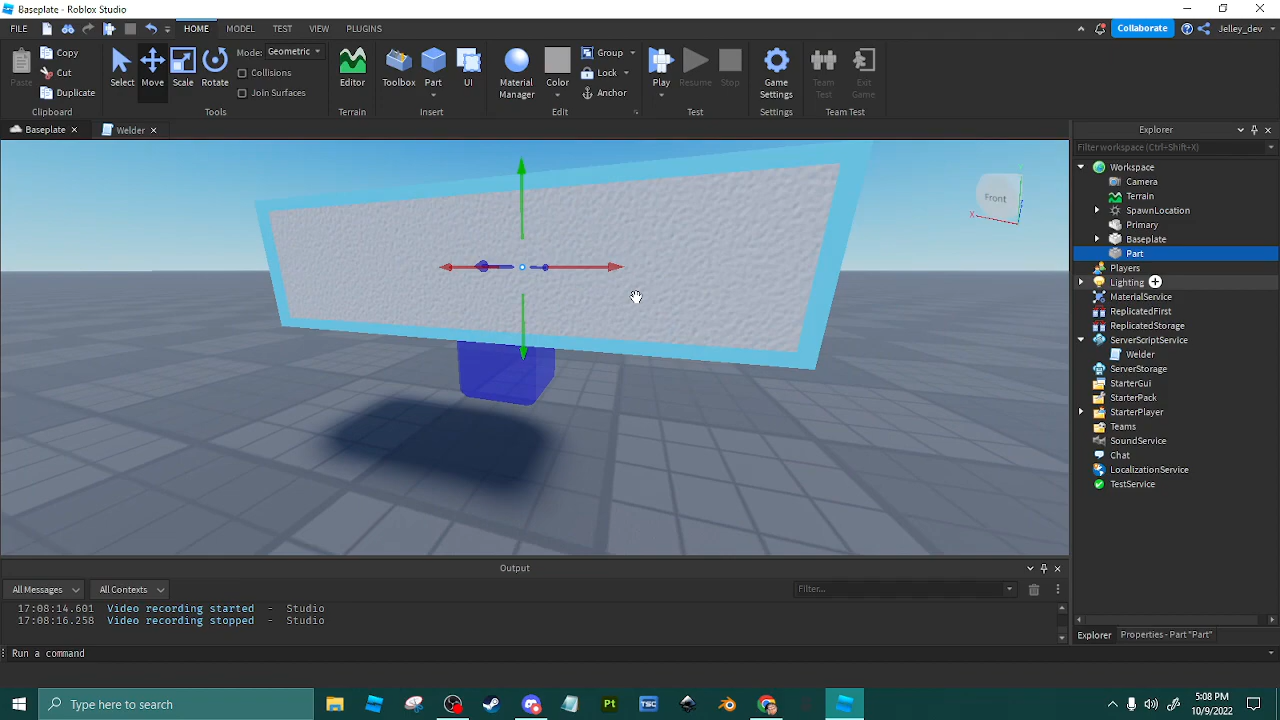 Baseplate - Roblox Studio
FILE HOME MODEL TEST VIEW PLUGINS Collaborate Jelley_dev
Paste Copy Cut Duplicate Clipboard
Select Move Scale Rotate Mode: Geometric Collisions Join Surfaces Tools
Editor Terrain
Toolbox Part UI Insert
Material Manager Color Group Lock Anchor Edit
Play Resume Stop Test
Game Settings Settings
Team Test Exit Game Team Test
Baseplate Welder
Front
X
Explorer
Filter workspace (Ctrl+Shift+X)
Workspace
Camera
Terrain
SpawnLocation
Primary
Baseplate
Part
Players
Lighting
MaterialService
ReplicatedFirst
ReplicatedStorage
ServerScriptService
Welder
ServerStorage
StarterGui
StarterPack
StarterPlayer
Teams
SoundService
Chat
LocalizationService
TestService
Explorer Properties - Part "Part"
Output
All Messages All Contexts Filter...
17:08:14.601 Video recording started - Studio
17:08:16.258 Video recording stopped - Studio
Run a command
Type here to search Pt TSC 5:08 PM
10/9/2022